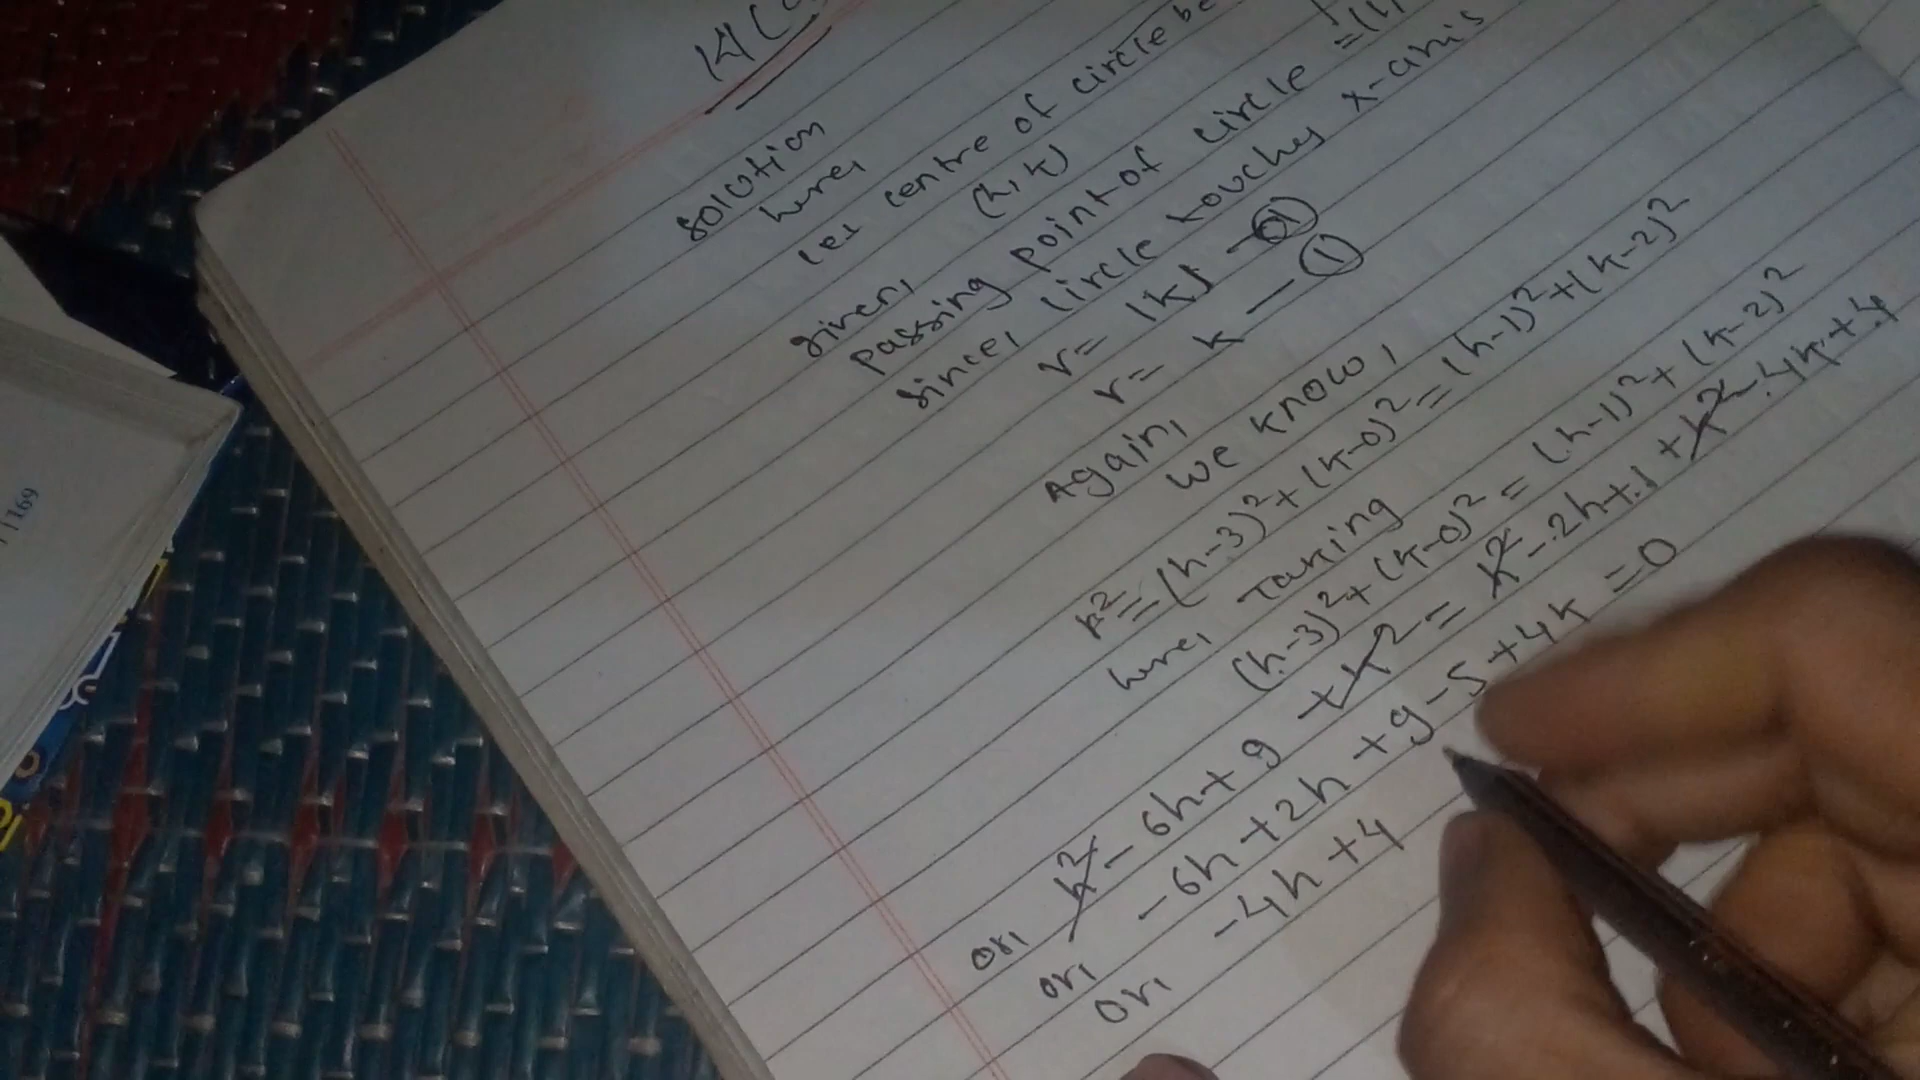 solution
here,
let centre of circle be
(h, k)
Given,
passing point of circle = (1,
Since, circle touches x-axis
r = |k|
r = k — (1)
Again,
we know,
k² = (h-3)² + (k-0)² = (h-1)² + (k-2)²
here, Taking
(h-3)² + (k-0)² = (h-1)² + (k-2)²
or, h² - 6h + 9 + k² = h² - 2h + 1 + k² - 4k + 4
or, -6h + 2h + 9 - 5 + 4k = 0
or, -4h + 4
1169